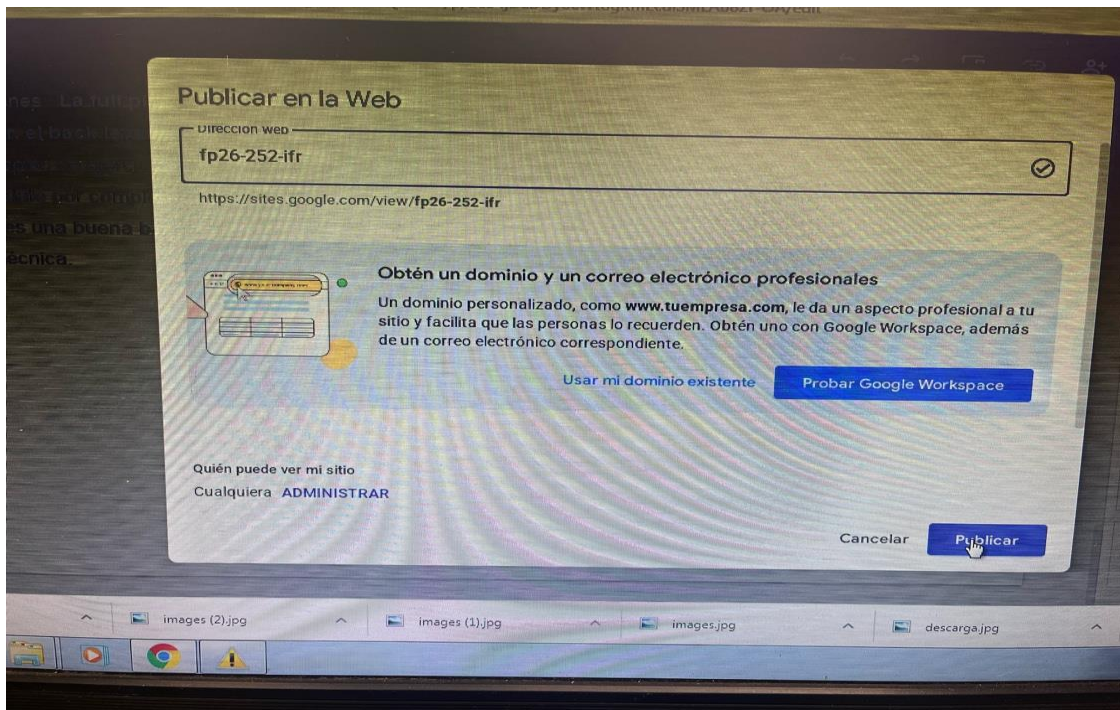 Publicar en la Web
Dirección web
fp26-252-ifr
https://sites.google.com/view/fp26-252-ifr
Obtén un dominio y un correo electrónico profesionales
Un dominio personalizado, como www.tuempresa.com, le da un aspecto profesional a tu
sitio y facilita que las personas lo recuerden. Obtén uno con Google Workspace, además
de un correo electrónico correspondiente.
Usar mi dominio existente
Probar Google Workspace
Quién puede ver mi sitio
Cualquiera ADMINISTRAR
Cancelar
Publicar
es una buena b
écnica.
images (2).jpg
images (1).jpg
images.jpg
descarga.jpg